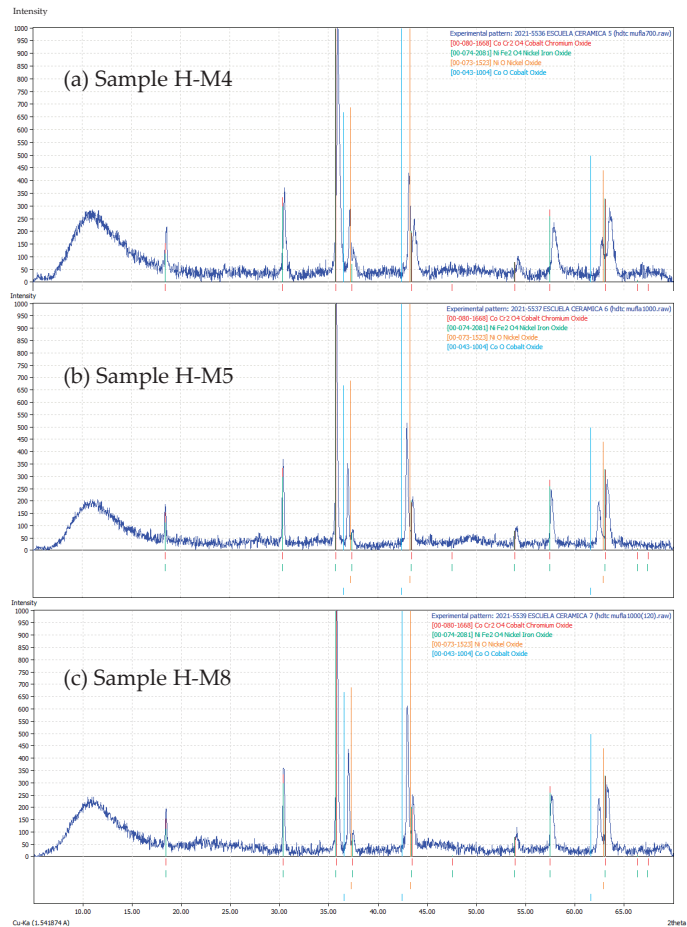 Intensity
Experimental pattern: 2021-5536 ESCUELA CERAMICA 5 (hdtc mufla700.raw)
[00-080-1668] Co Cr2 O4 Cobalt Chromium Oxide
[00-074-2081] Ni Fe2 O4 Nickel Iron Oxide
[00-073-1523] Ni O Nickel Oxide
[00-043-1004] Co O Cobalt Oxide
(a) Sample H-M4
1000
950
900
850
800
750
700
650
600
550
500
450
400
350
300
250
200
150
100
50
0
Intensity
Experimental pattern: 2021-5537 ESCUELA CERAMICA 6 (hdtc mufla1000.raw)
[00-080-1668] Co Cr2 O4 Cobalt Chromium Oxide
[00-074-2081] Ni Fe2 O4 Nickel Iron Oxide
[00-073-1523] Ni O Nickel Oxide
[00-043-1004] Co O Cobalt Oxide
(b) Sample H-M5
1000
950
900
850
800
750
700
650
600
550
500
450
400
350
300
250
200
150
100
50
0
Intensity
Experimental pattern: 2021-5539 ESCUELA CERAMICA 7 (hdtc mufla1000(120).raw)
[00-080-1668] Co Cr2 O4 Cobalt Chromium Oxide
[00-074-2081] Ni Fe2 O4 Nickel Iron Oxide
[00-073-1523] Ni O Nickel Oxide
[00-043-1004] Co O Cobalt Oxide
(c) Sample H-M8
1000
950
900
850
800
750
700
650
600
550
500
450
400
350
300
250
200
150
100
50
0
10.00 15.00 20.00 25.00 30.00 35.00 40.00 45.00 50.00 55.00 60.00 65.00
Cu-Ka (1.541874 A) 2theta